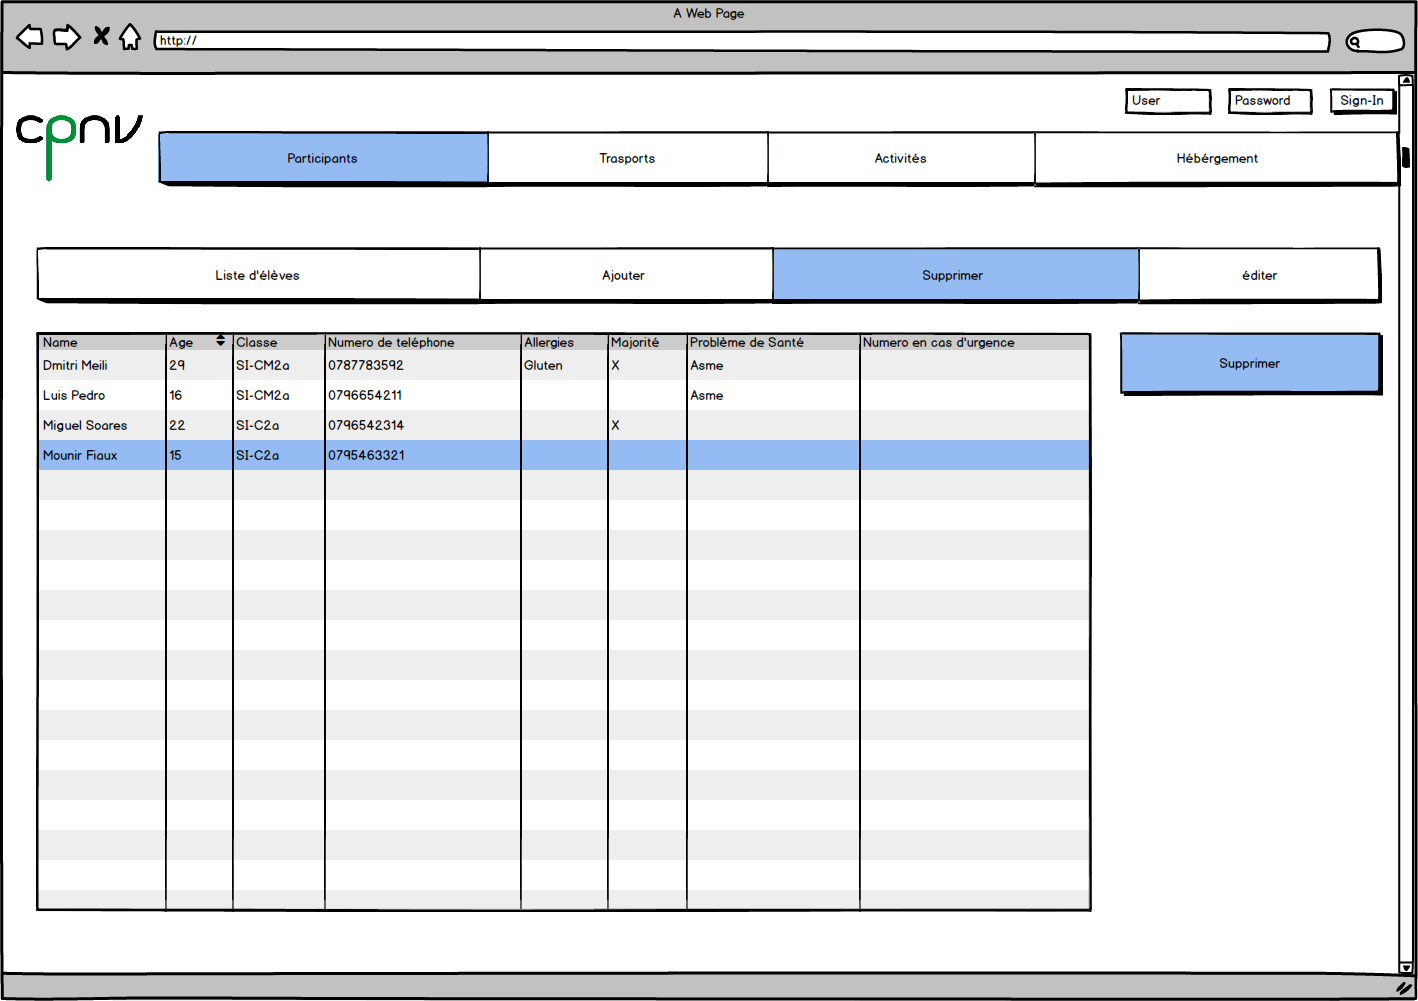 A Web Page
http://
User Password Sign-In
cpnv
Participants Trasports Activités Hébérgement
Liste d'élèves Ajouter Supprimer éditer
Name Age Classe Numero de teléphone Allergies Majorité Problème de Santé Numero en cas d'urgence
Dmitri Meili 29 SI-CM2a 0787783592 Gluten X Asme
Supprimer
Luis Pedro 16 SI-CM2a 0796654211 Asme
Miguel Soares 22 SI-C2a 0796542314 X
Mounir Fiaux 15 SI-C2a 0795463321